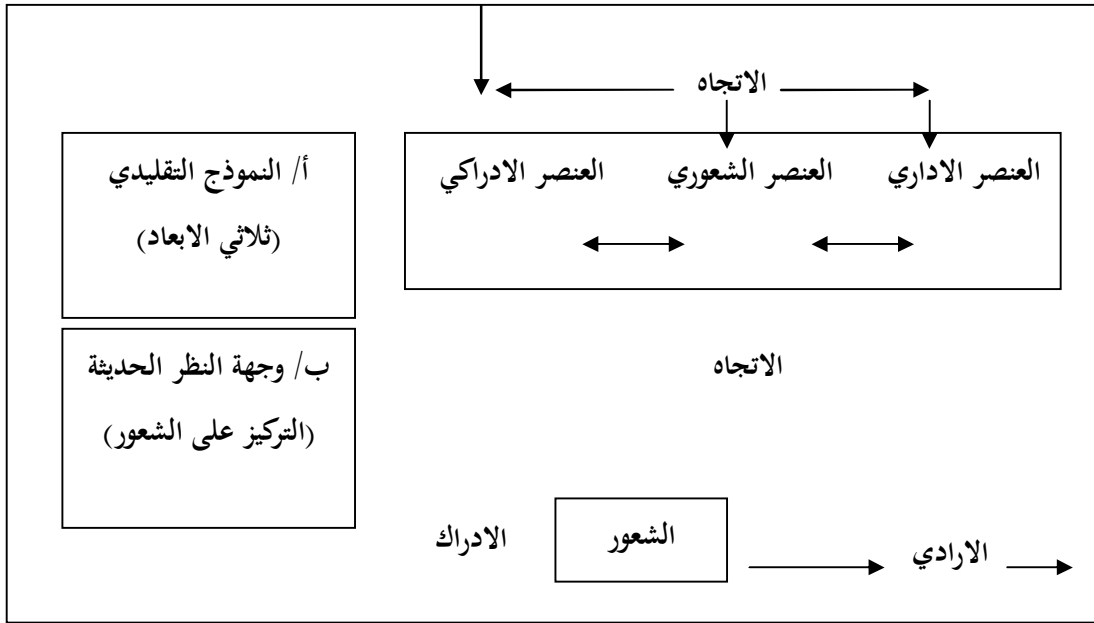 الاتجاه
العنصر الاداري العنصر الشعوري العنصر الادراكي
أ/ النموذج التقليدي
(ثلاثي الابعاد)
ب/ وجهة النظر الحديثة
(التركيز على الشعور)
الاتجاه
الارادي الشعور الادراك